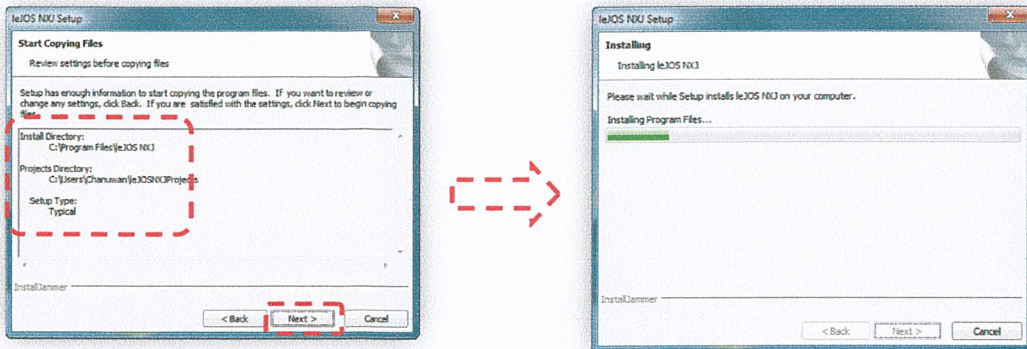 leJOS NXJ Setup
Start Copying Files
Review settings before copying files
Setup has enough information to start copying the program files. If you want to review or
change any settings, click Back. If you are satisfied with the settings, click Next to begin copying
files.
Install Directory:
C:\Program Files\leJOS NXJ
Projects Directory:
C:\Users\Chanuwan\leJOSNXJProjects
Setup Type:
Typical
InstallJammer
< Back
Next >
Cancel
leJOS NXJ Setup
Installing
Installing leJOS NXJ
Please wait while Setup installs leJOS NXJ on your computer.
Installing Program Files...
InstallJammer
< Back
Next >
Cancel